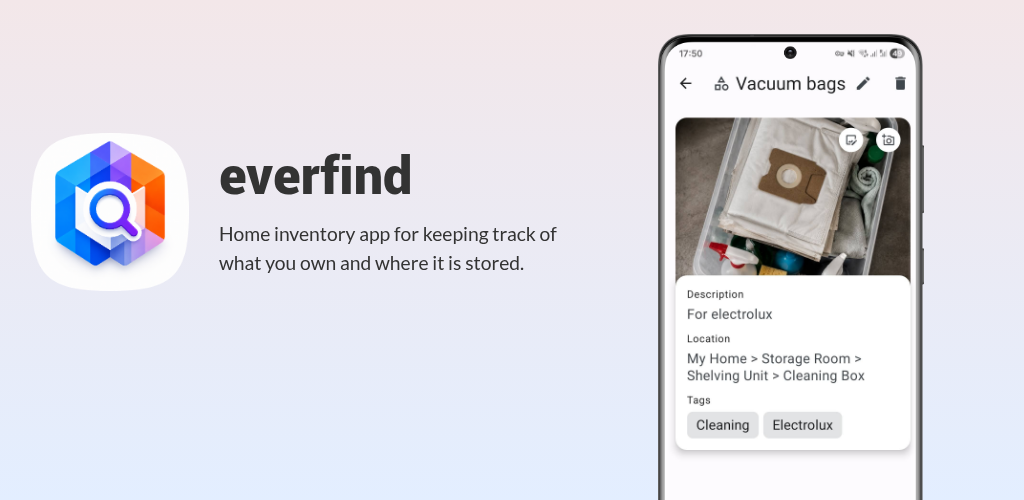 everfind
Home inventory app for keeping track of
what you own and where it is stored.
17:50
Vacuum bags
Description
For electrolux
Location
My Home > Storage Room >
Shelving Unit > Cleaning Box
Tags
Cleaning
Electrolux